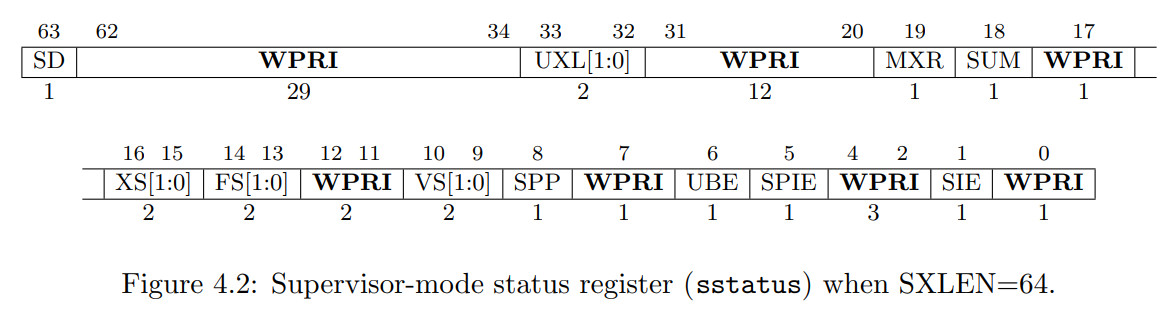 63 62 34 33 32 31 20 19 18 17
SD WPRI UXL[1:0] WPRI MXR SUM WPRI
1 29 2 12 1 1 1
16 15 14 13 12 11 10 9 8 7 6 5 4 2 1 0
XS[1:0] FS[1:0] WPRI VS[1:0] SPP WPRI UBE SPIE WPRI SIE WPRI
2 2 2 2 1 1 1 1 3 1 1
Figure 4.2: Supervisor-mode status register (sstatus) when SXLEN=64.